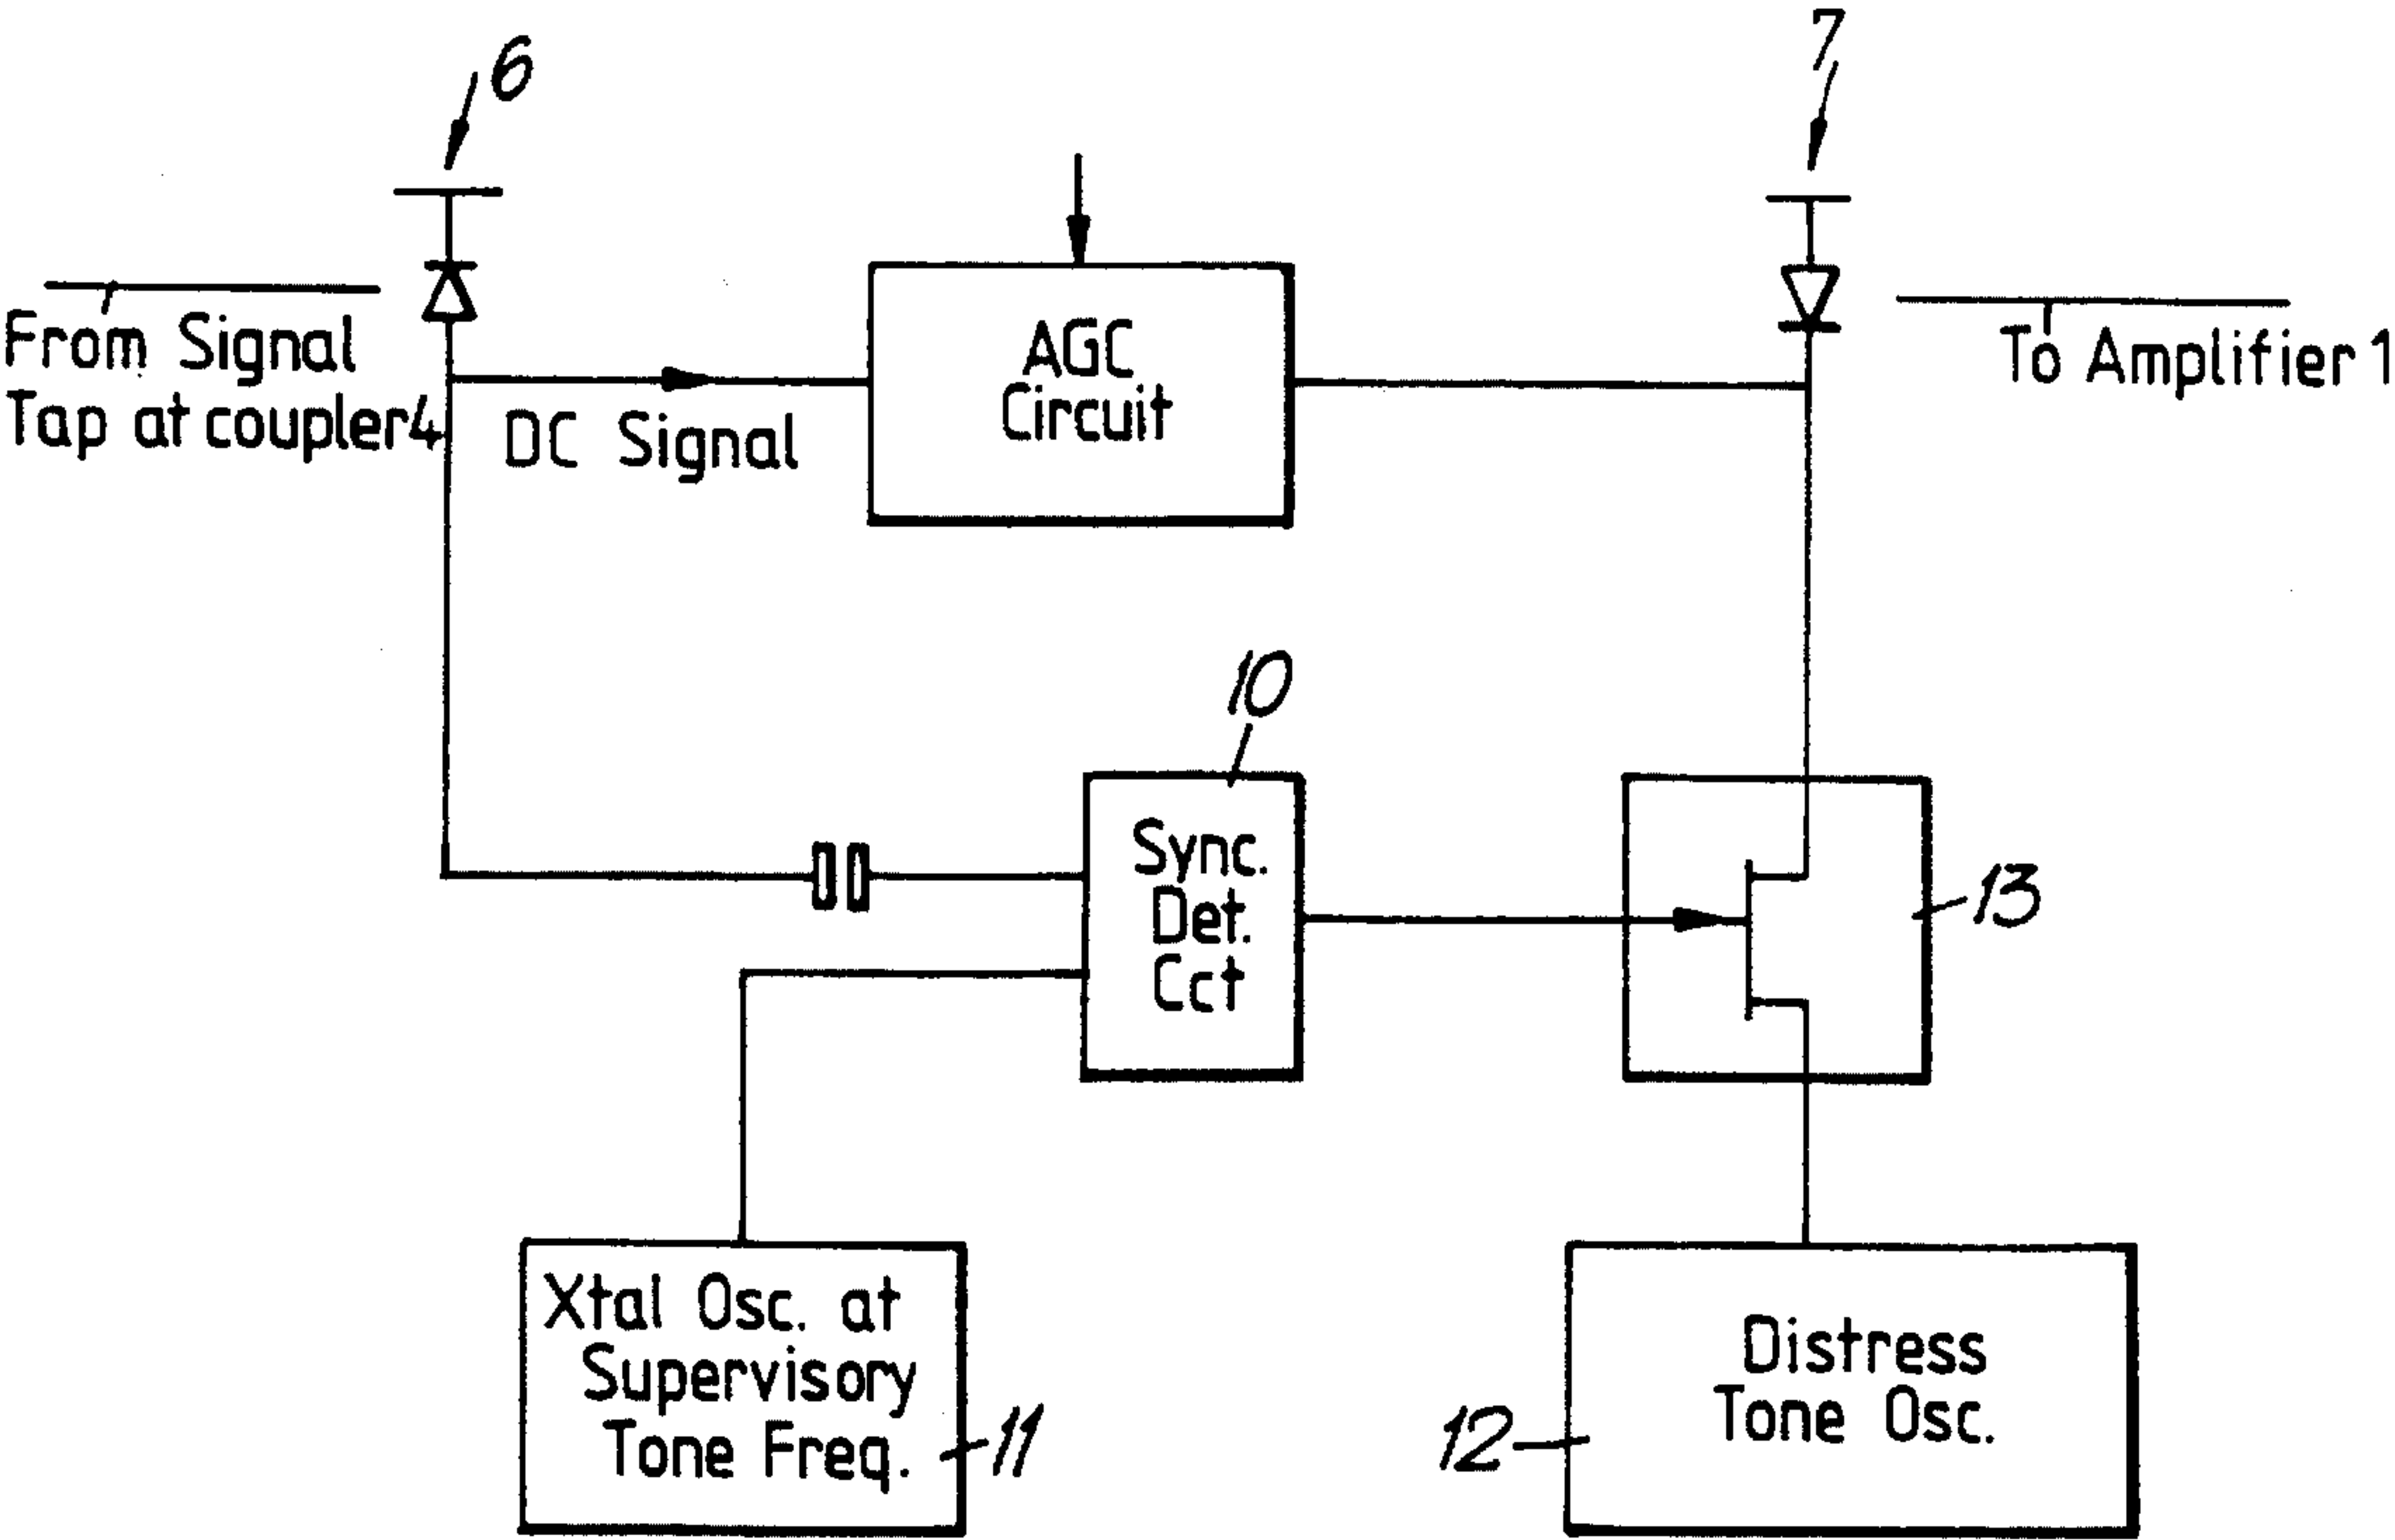 6
7
From Signal
Tap at coupler4
DC Signal
AGC
Circuit
To Amplifier 1
10
Sync.
Det.
Cct
13
Xtal Osc. at
Supervisory
Tone Freq.
11
12
Distress
Tone Osc.